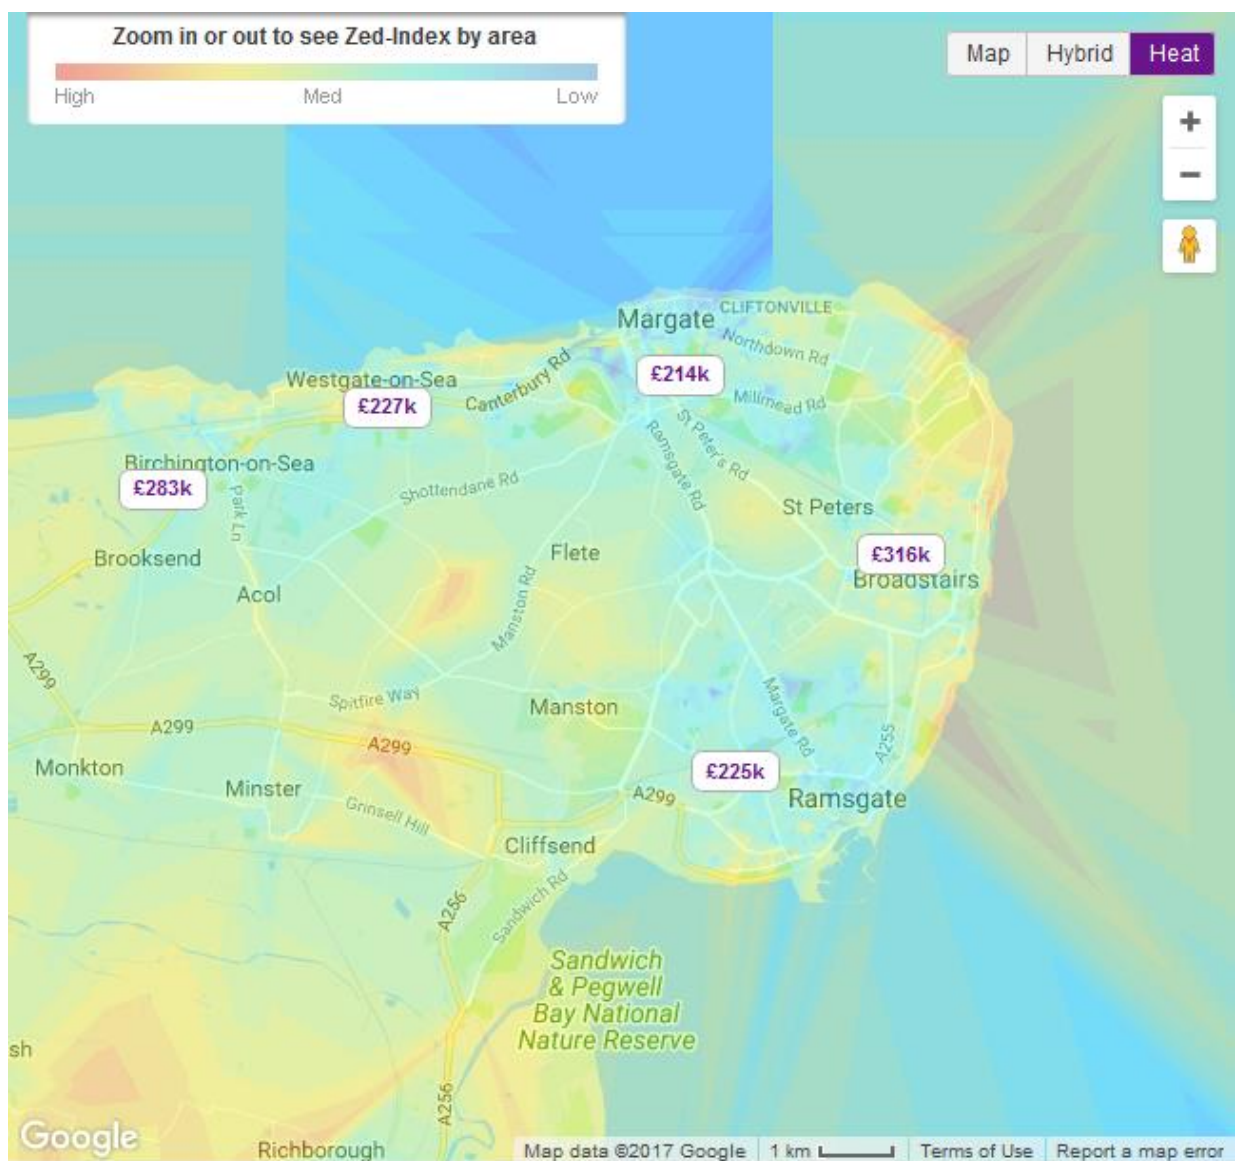 Zoom in or out to see Zed-Index by area
High Med Low
Map Hybrid Heat
+
−
CLIFTONVILLE
Margate
Northdown Rd
Westgate-on-Sea
£214k
Canterbury Rd
£227k
Millmead Rd
St Peter's Rd
Ramsgate Rd
Birchington-on-Sea
£283k
Shottendane Rd
Park Ln
St Peters
Flete
£316k
Brooksend
Broadstairs
Acol
Manston Rd
A299
Spitfire Way
Manston
Margate Rd
A299
A299
A255
Monkton
£225k
Minster
A299
Ramsgate
Grinsell Hill
Cliffsend
Sandwich Rd
A256
Sandwich
& Pegwell
Bay National
Nature Reserve
sh
A256
Google
Richborough
Map data ©2017 Google 1 km Terms of Use Report a map error